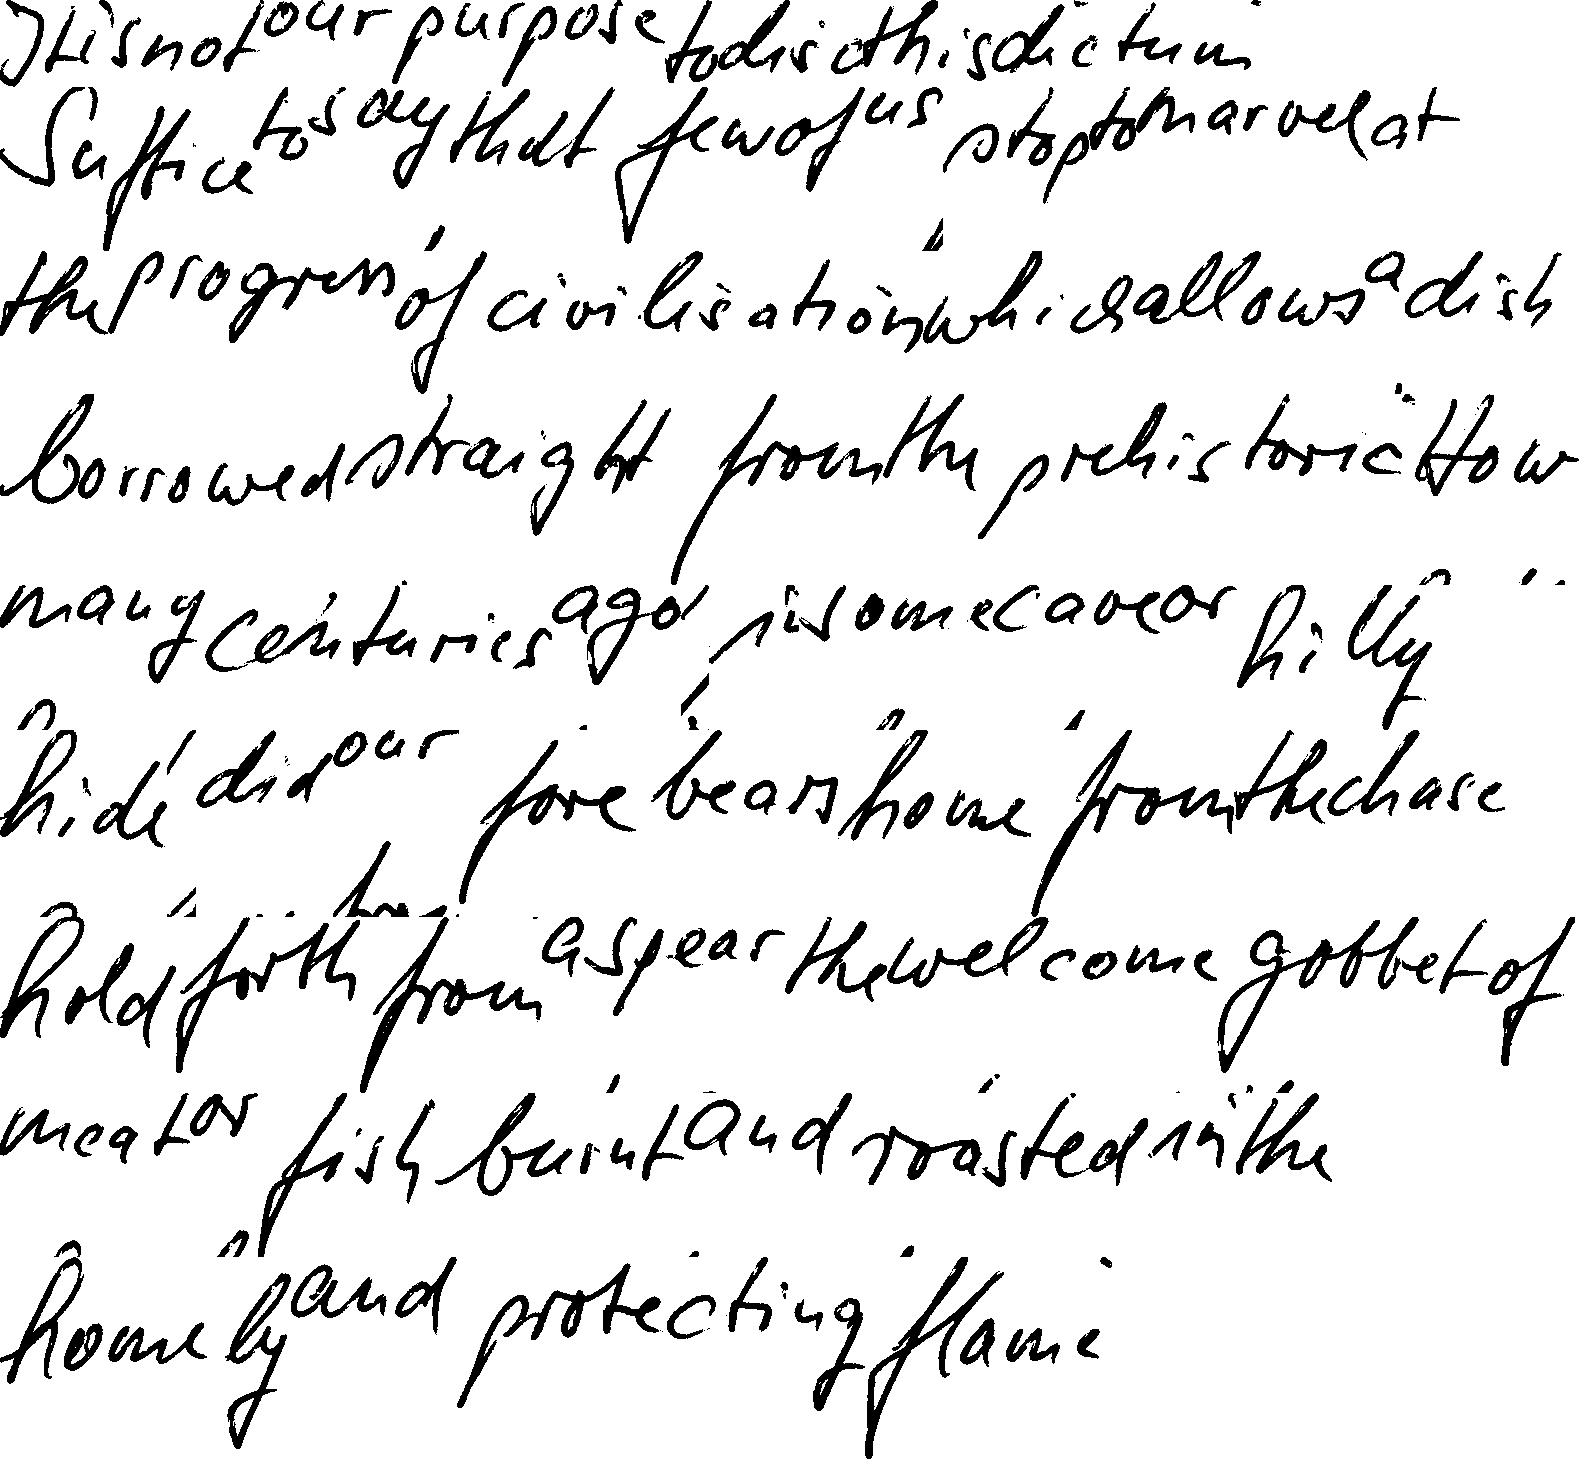 It is not our purpose to disc this dictum
Suffice to say that few of us stop to marvel at
the progress of civilisation which allows a dish
borrowed straight from the prehistoric How
many centuries ago in some cave or hilly
hide did our forebears home from the chase
hold forth from a spear the welcome gobbet of
meat or fish burnt and roasted in the
homely and protecting flame